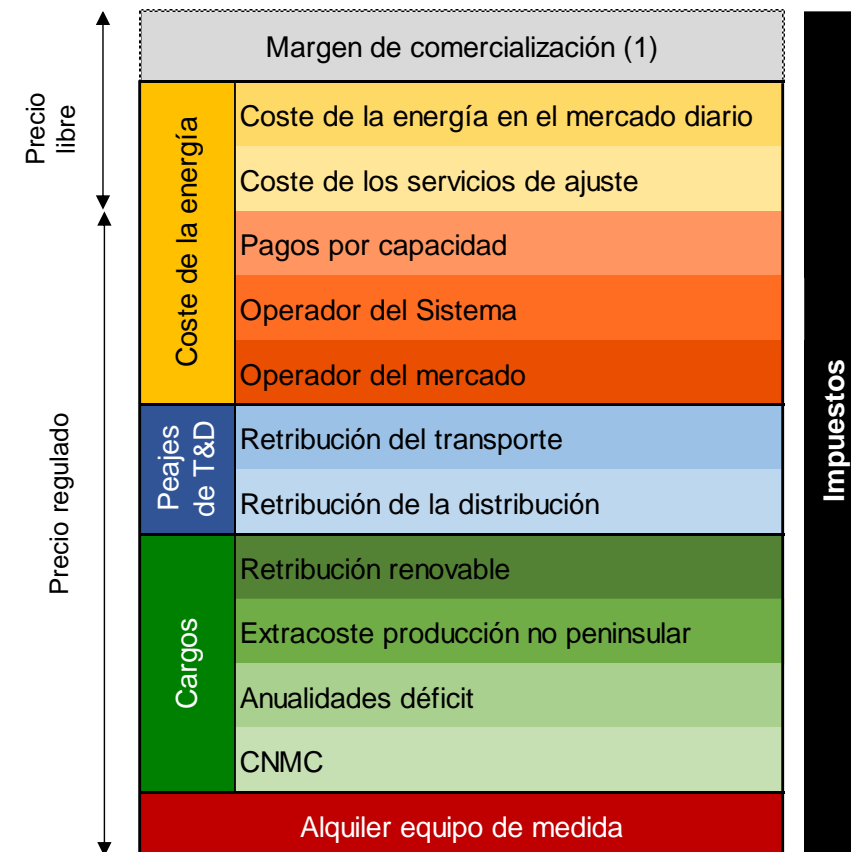 Margen de comercialización (1)
Precio
libre
Coste de la energía
Coste de la energía en el mercado diario
Coste de los servicios de ajuste
Pagos por capacidad
Operador del Sistema
Operador del mercado
Precio regulado
Peajes
de T&D
Retribución del transporte
Retribución de la distribución
Cargos
Retribución renovable
Extracoste producción no peninsular
Anualidades déficit
CNMC
Alquiler equipo de medida
Impuestos